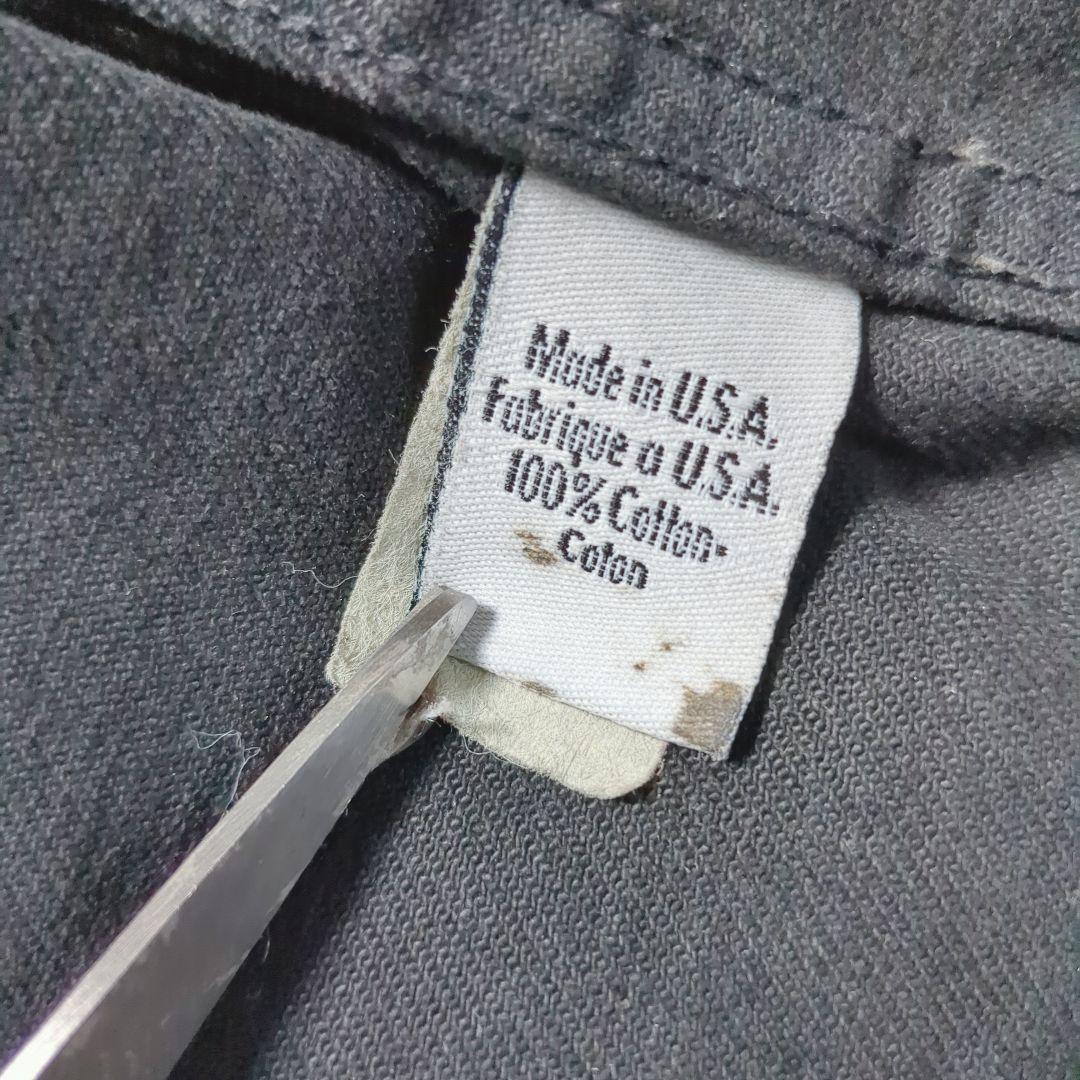 Made in U.S.A.
Fabrique a U.S.A.
100% Cotton-
Coton